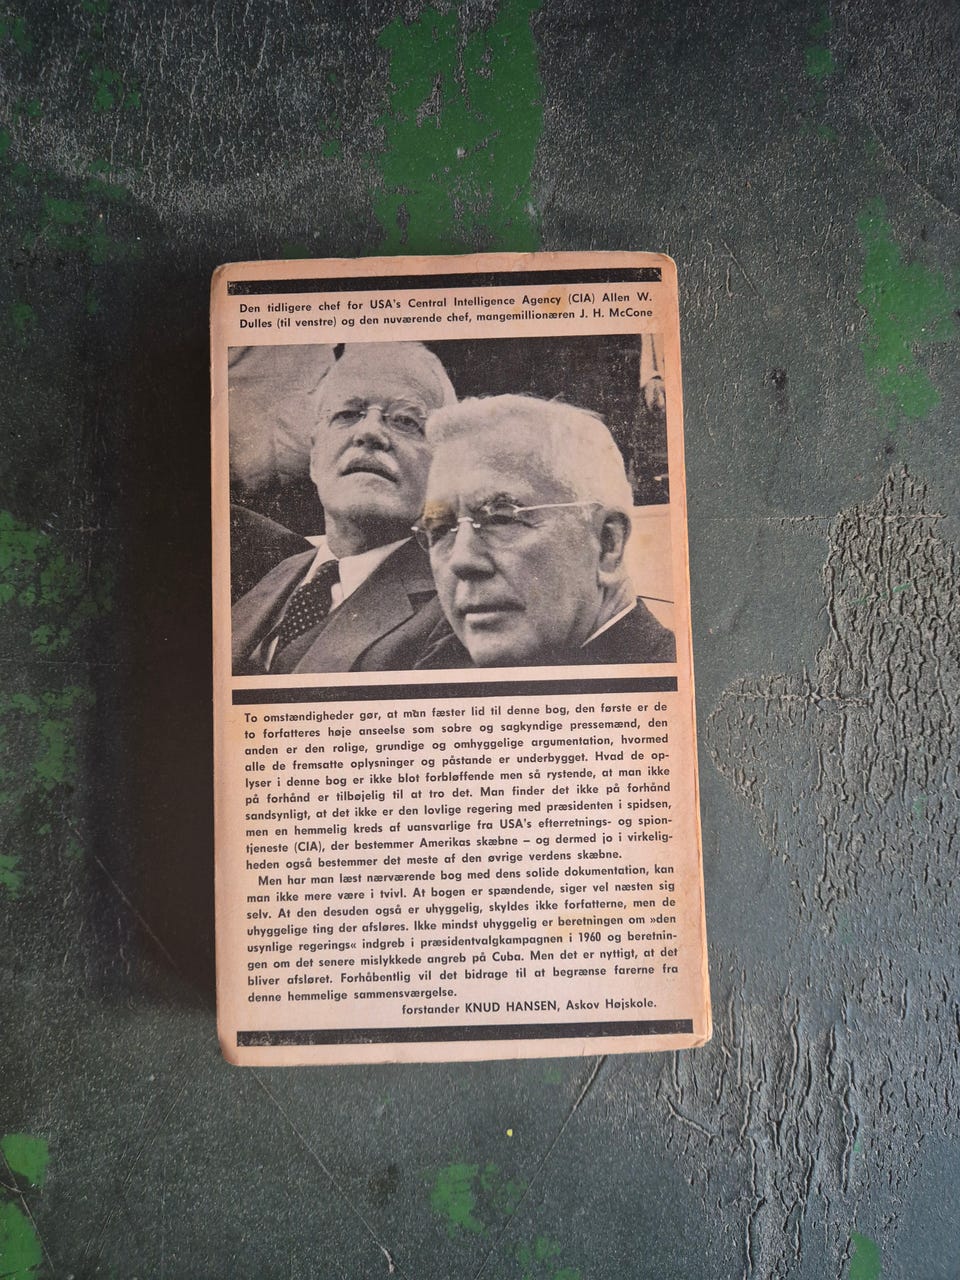 Den tidligere chef for USA's Central Intelligence Agency (CIA) Allen W.
Dulles (til venstre) og den nuværende chef, mangemillionæren J. H. McCone
To omstændigheder gør, at man fæster lid til denne bog, den første er de
to forfatteres høje anseelse som sobre og sagkyndige pressemænd, den
anden er den rolige, grundige og omhyggelige argumentation, hvormed
alle de fremsatte oplysninger og påstande er underbygget. Hvad de op-
lyser i denne bog er ikke blot forbløffende men så rystende, at man ikke
på forhånd er tilbøjelig til at tro det. Man finder det ikke på forhånd
sandsynligt, at det ikke er den lovlige regering med præsidenten i spidsen,
men en hemmelig kreds af uansvarlige fra USA's efterretnings- og spion-
tjeneste (CIA), der bestemmer Amerikas skæbne – og dermed jo i virkelig-
heden også bestemmer det meste af den øvrige verdens skæbne.
Men har man læst nærværende bog med dens solide dokumentation, kan
man ikke mere være i tvivl. At bogen er spændende, siger vel næsten sig
selv. At den desuden også er uhyggelig, skyldes ikke forfatterne, men de
uhyggelige ting der afsløres. Ikke mindst uhyggelig er beretningen om »den
usynlige regerings« indgreb i præsidentvalgkampagnen i 1960 og beretnin-
gen om det senere mislykkede angreb på Cuba. Men det er nyttigt, at det
bliver afsløret. Forhåbentlig vil det bidrage til at begrænse farerne fra
denne hemmelige sammensværgelse.
forstander KNUD HANSEN, Askov Højskole.